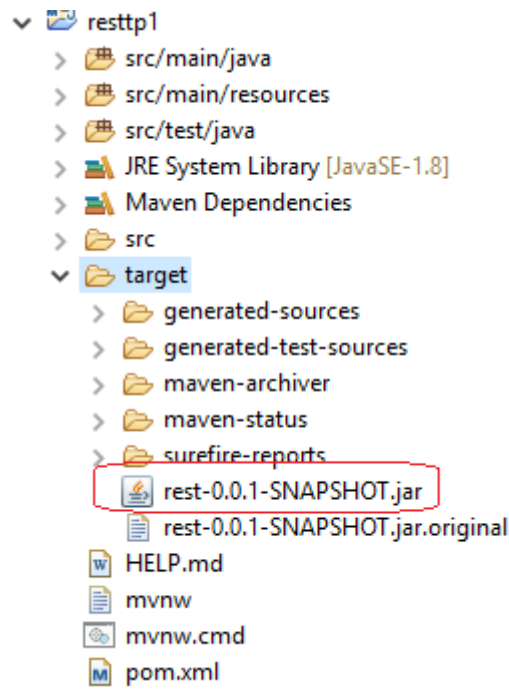 resttp1
src/main/java
src/main/resources
src/test/java
JRE System Library [JavaSE-1.8]
Maven Dependencies
src
target
generated-sources
generated-test-sources
maven-archiver
maven-status
surefire-reports
rest-0.0.1-SNAPSHOT.jar
rest-0.0.1-SNAPSHOT.jar.original
HELP.md
mvnw
mvnw.cmd
pom.xml